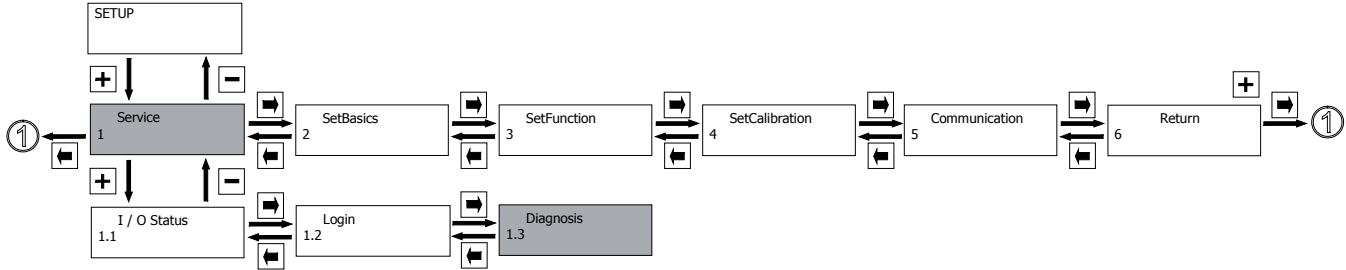 SETUP
+
−
+
Service
1
SetBasics
2
SetFunction
3
SetCalibration
4
Communication
5
Return
6
1
1
+
−
I / O Status
1.1
Login
1.2
Diagnosis
1.3